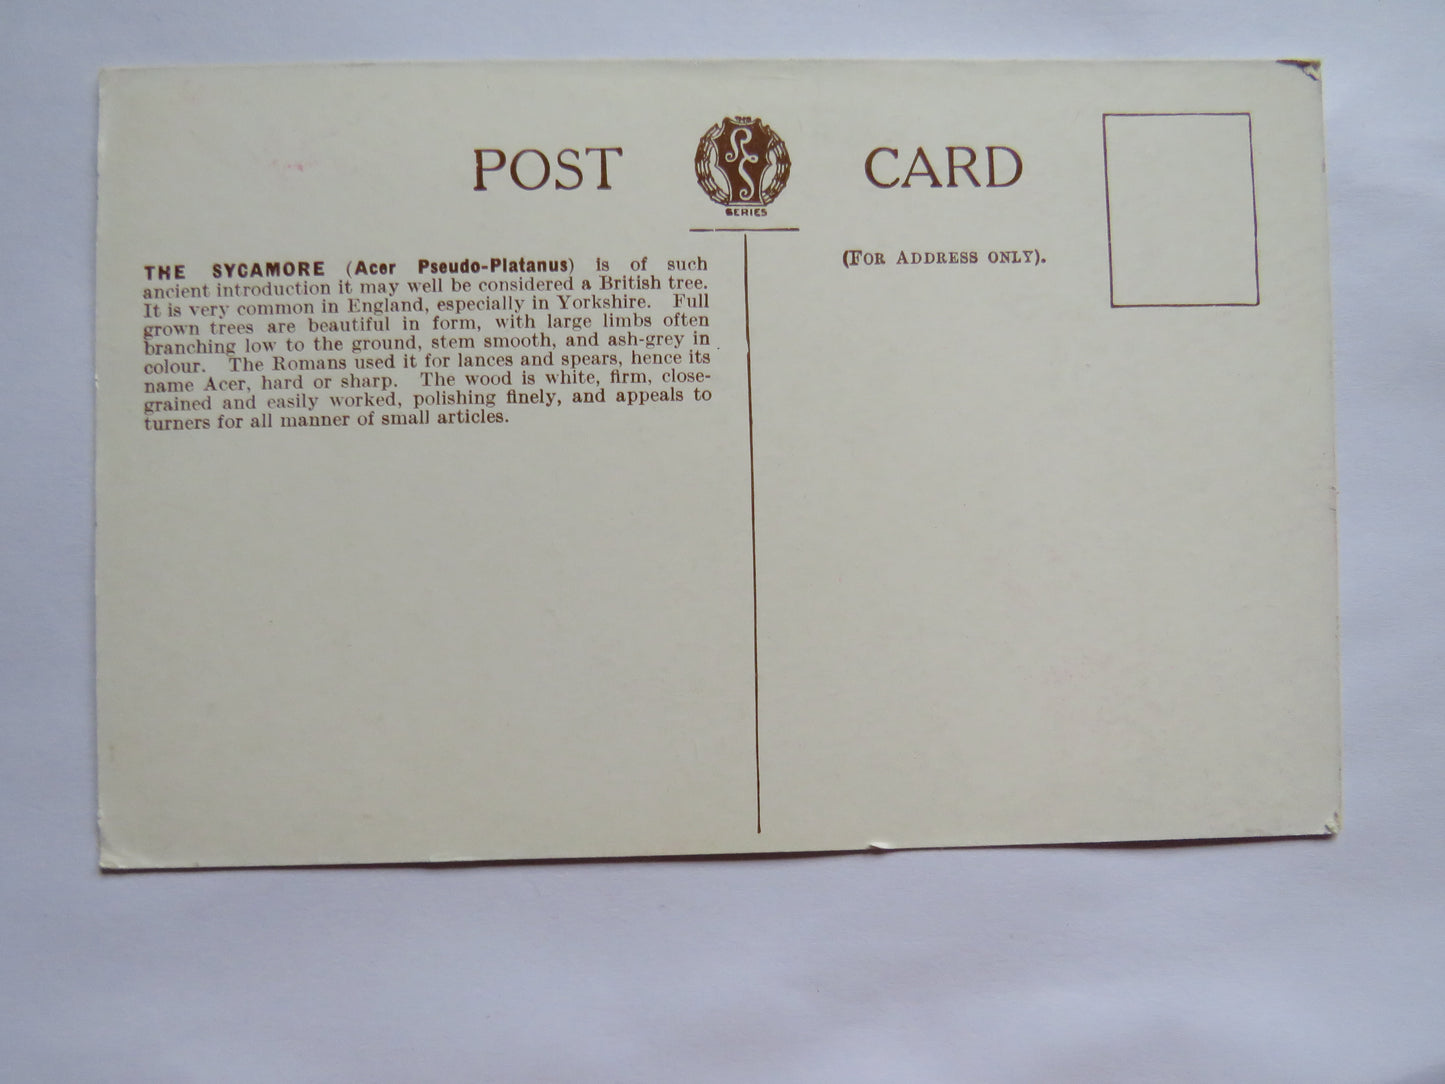 POST CARD
THE
RS
SERIES
(FOR ADDRESS ONLY).
THE SYCAMORE (Acer Pseudo-Platanus) is of such
ancient introduction it may well be considered a British tree.
It is very common in England, especially in Yorkshire. Full
grown trees are beautiful in form, with large limbs often
branching low to the ground, stem smooth, and ash-grey in
colour. The Romans used it for lances and spears, hence its
name Acer, hard or sharp. The wood is white, firm, close-
grained and easily worked, polishing finely, and appeals to
turners for all manner of small articles.